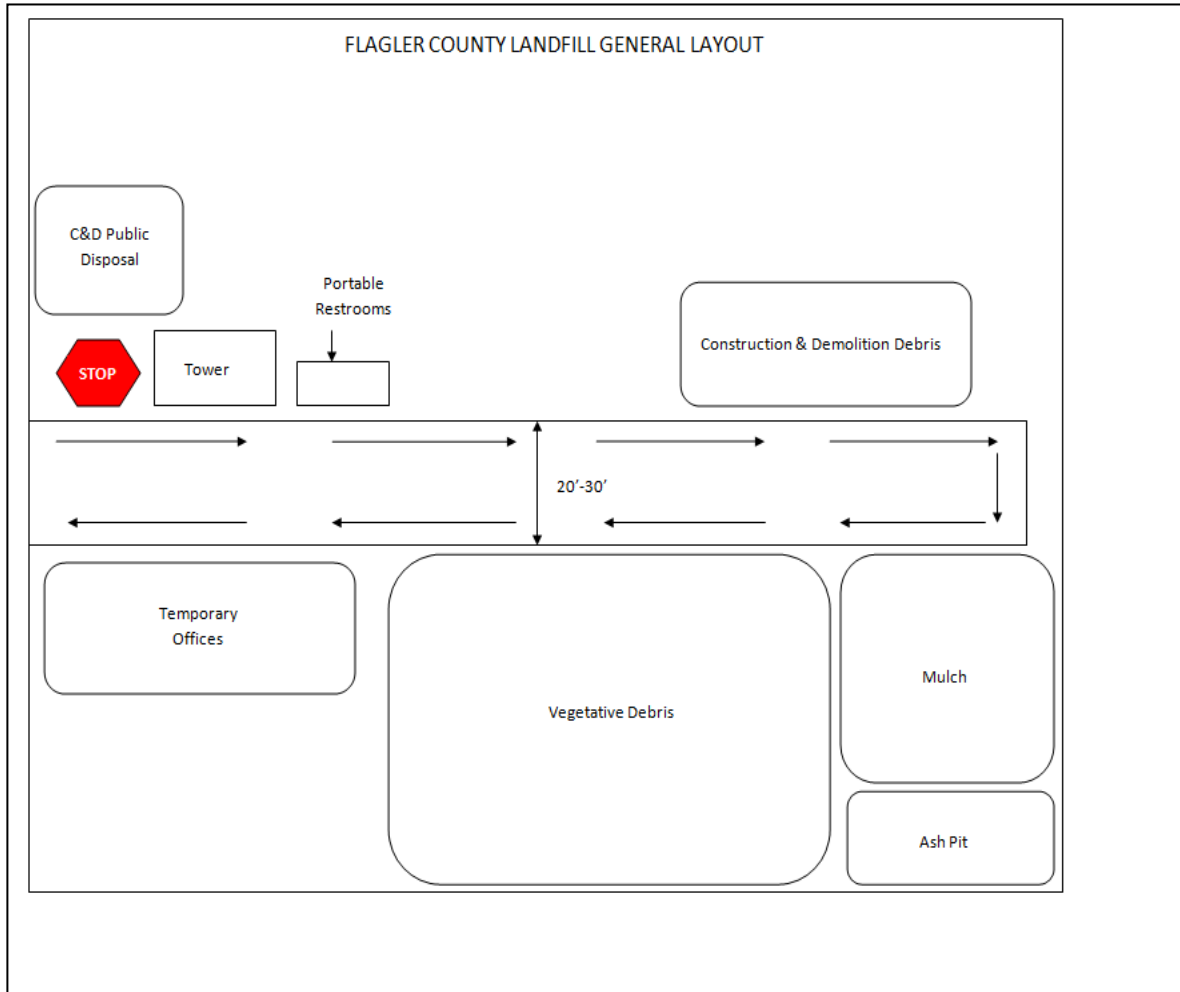 FLAGLER COUNTY LANDFILL GENERAL LAYOUT
C&D Public
Disposal
Portable
Restrooms
STOP
Tower
Construction & Demolition Debris
20’-30’
Temporary
Offices
Vegetative Debris
Mulch
Ash Pit